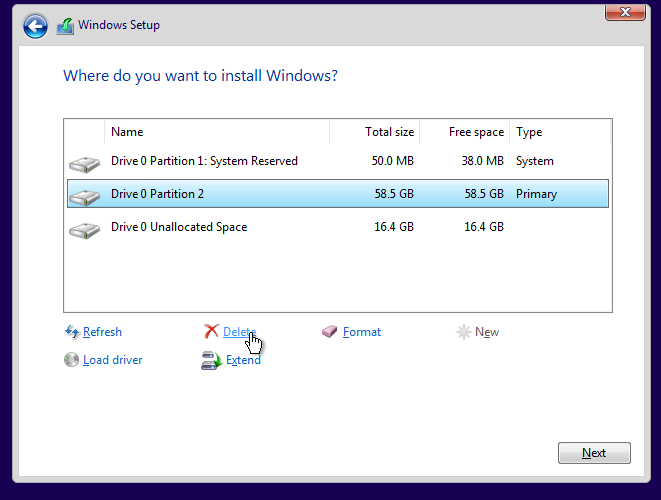 Windows Setup
Where do you want to install Windows?
Name Total size Free space Type
Drive 0 Partition 1: System Reserved 50.0 MB 38.0 MB System
Drive 0 Partition 2 58.5 GB 58.5 GB Primary
Drive 0 Unallocated Space 16.4 GB 16.4 GB
Refresh Delete Format New
Load driver Extend
Next